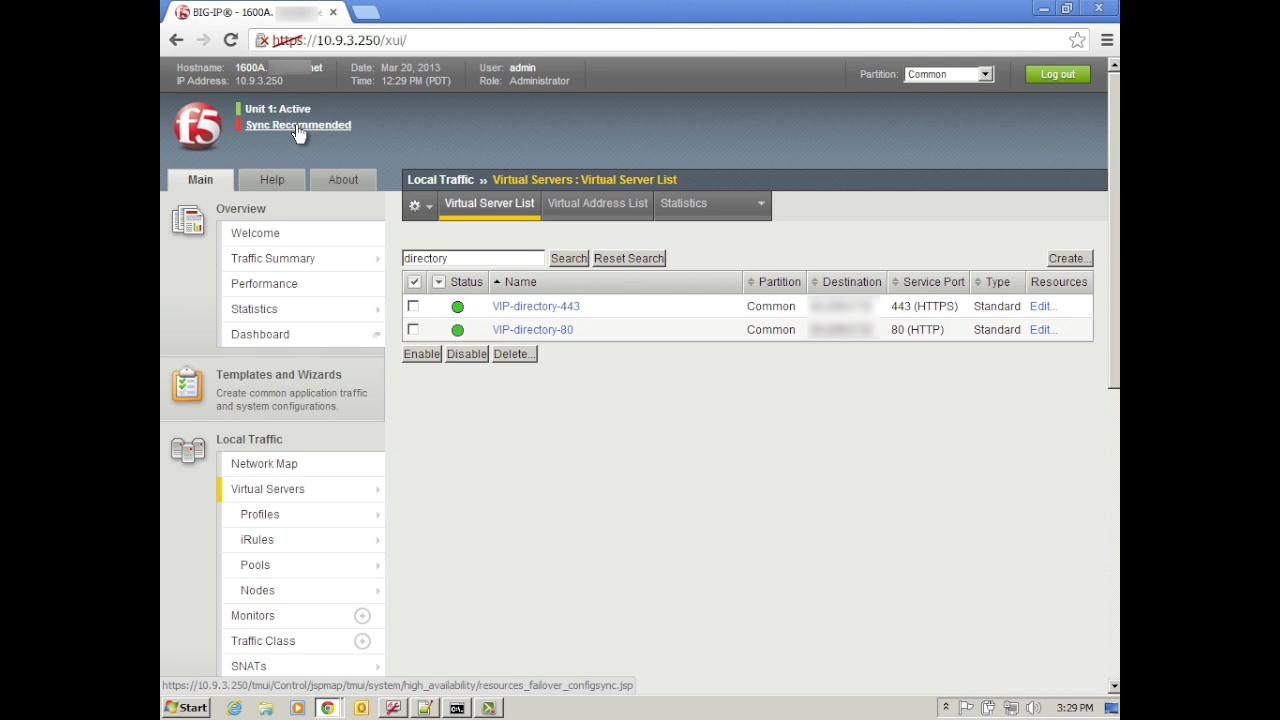 BIG-IP® - 1600A.
https://10.9.3.250/xui/
Hostname: 1600A. net Date: Mar 20, 2013 User: admin
IP Address: 10.9.3.250 Time: 12:29 PM (PDT) Role: Administrator
Partition: Common Log out
Unit 1: Active
Sync Recommended
f5
Main Help About
Local Traffic ›› Virtual Servers : Virtual Server List
Virtual Server List Virtual Address List Statistics
Overview
Welcome
Traffic Summary
Performance
Statistics
Dashboard
Templates and Wizards
Create common application traffic
and system configurations.
Local Traffic
Network Map
Virtual Servers
Profiles
iRules
Pools
Nodes
Monitors
Traffic Class
SNATs
directory Search Reset Search Create...
Status Name Partition Destination Service Port Type Resources
VIP-directory-443 Common 443 (HTTPS) Standard Edit...
VIP-directory-80 Common 80 (HTTP) Standard Edit...
Enable Disable Delete...
https://10.9.3.250/tmui/Control/jspmap/tmui/system/high_availability/resources_failover_configsync.jsp
Start 3:29 PM